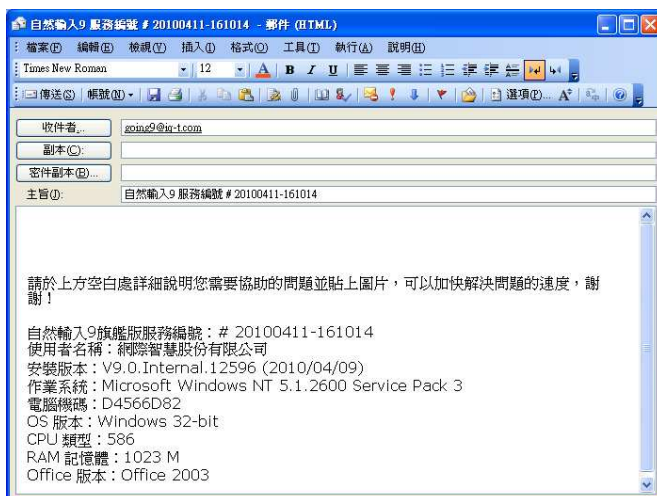 自然輸入9 服務編號 # 20100411-161014 - 郵件 (HTML)
檔案(F) 編輯(E) 檢視(V) 插入(I) 格式(O) 工具(T) 執行(A) 說明(H)
Times New Roman 12 A B I U
傳送(S) 帳號(N) 選項(P)...
收件者... going9@iq-t.com
副本(C):
密件副本(B)...
主旨(J): 自然輸入9 服務編號 # 20100411-161014
請於上方空白處詳細說明您需要協助的問題並貼上圖片，可以加快解決問題的速度，謝
謝！
自然輸入9旗艦版服務編號：# 20100411-161014
使用者名稱：網際智慧股份有限公司
安裝版本：V9.0.Internal.12596 (2010/04/09)
作業系統：Microsoft Windows NT 5.1.2600 Service Pack 3
電腦機碼：D4566D82
OS 版本：Windows 32-bit
CPU 類型：586
RAM 記憶體：1023 M
Office 版本：Office 2003